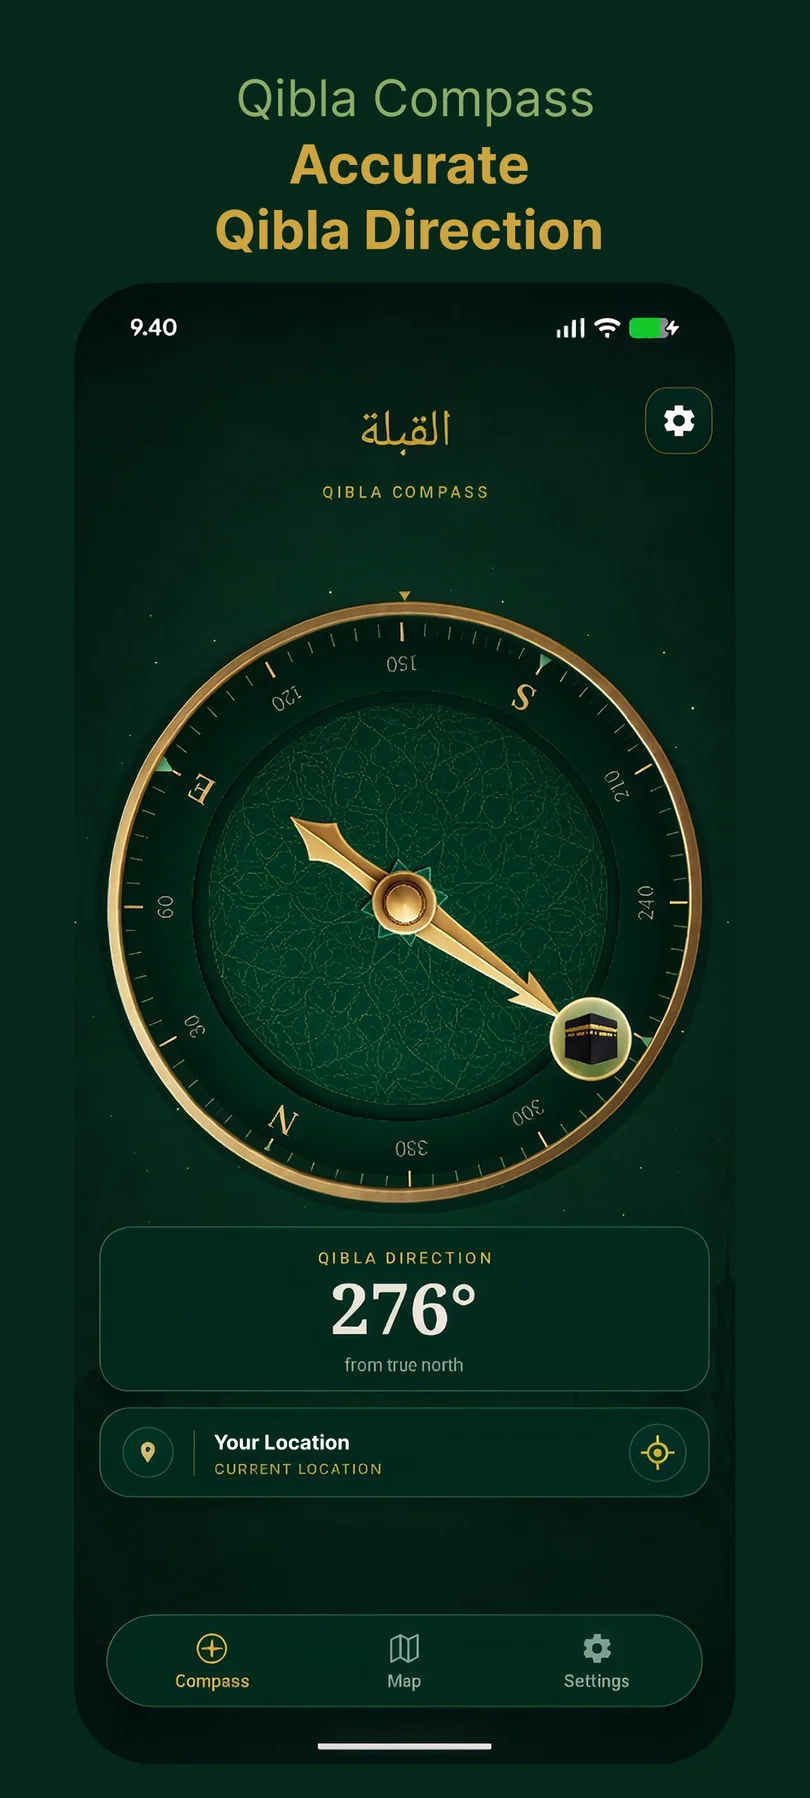 Qibla Compass
Accurate
Qibla Direction
9.40
القبلة
QIBLA COMPASS
150
120
S
E
210
60
240
30
N
300
330
QIBLA DIRECTION
276°
from true north
Your Location
CURRENT LOCATION
Compass
Map
Settings